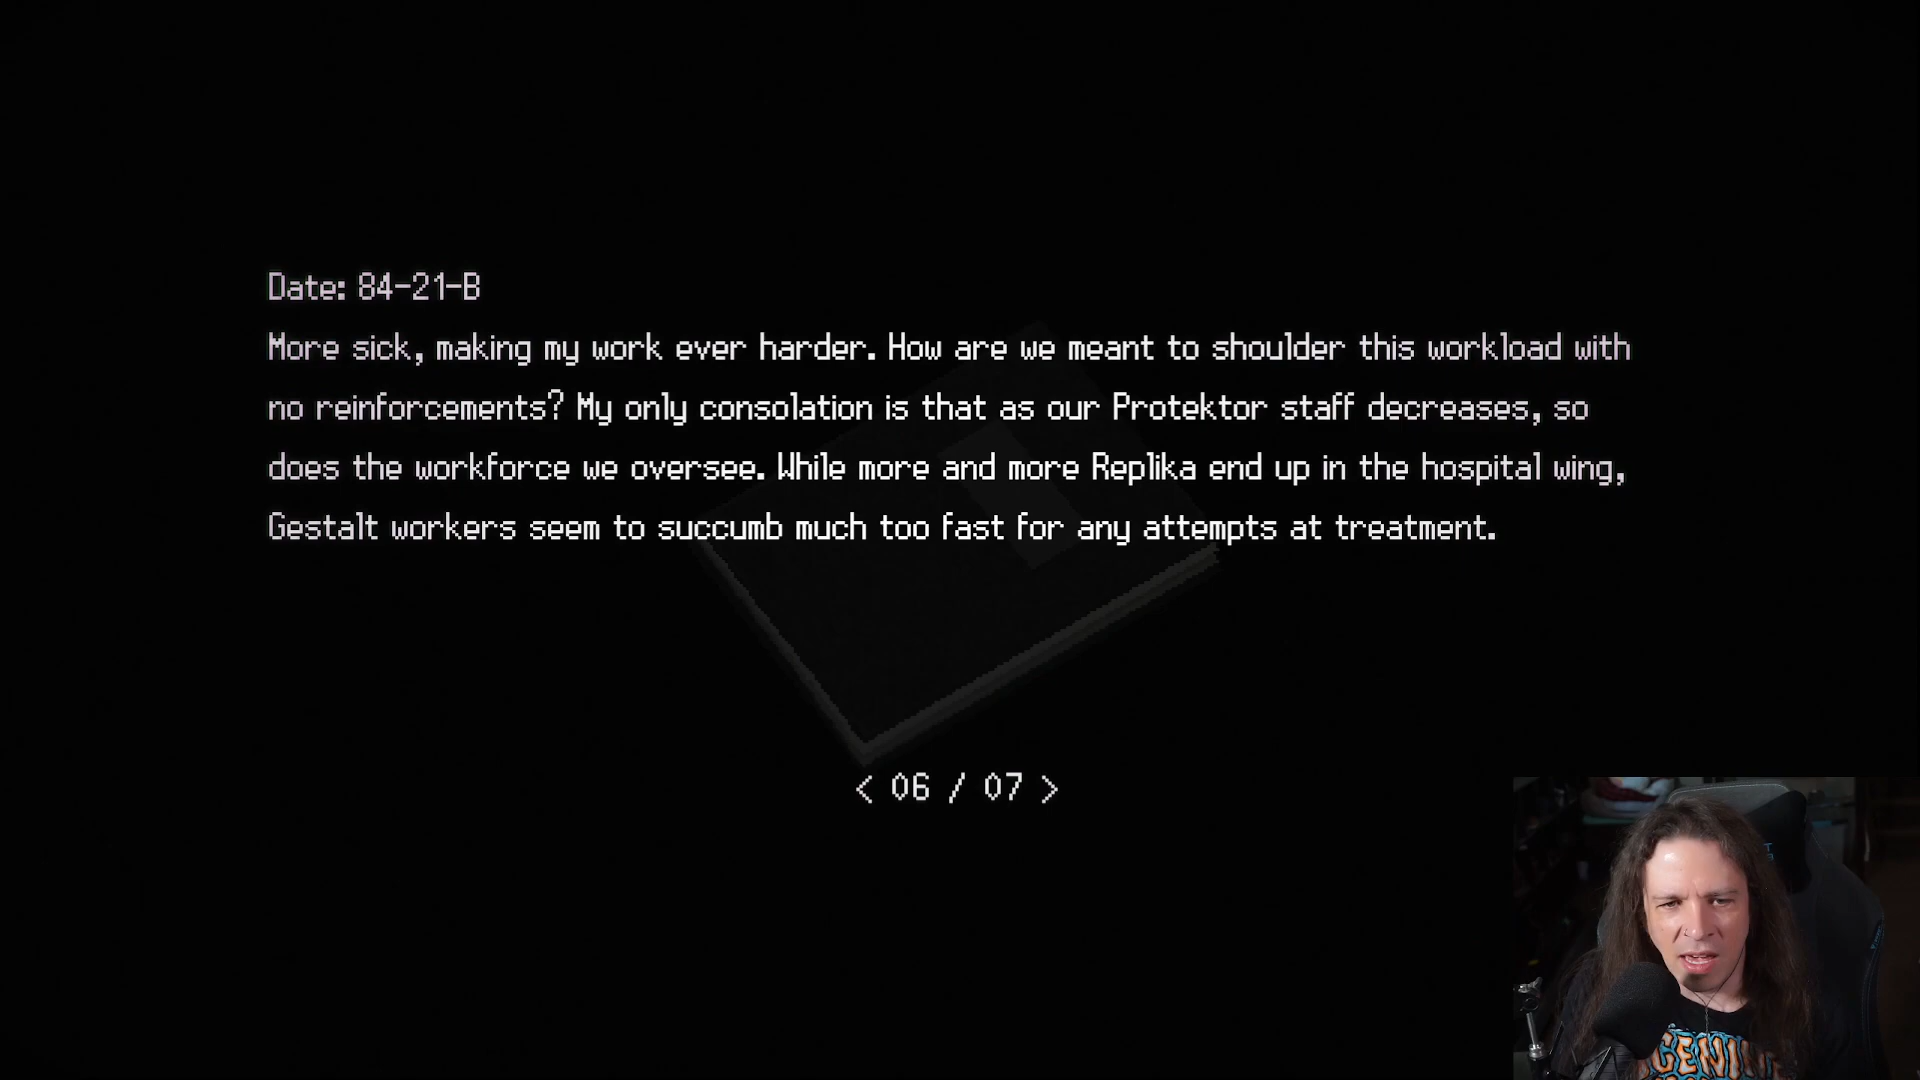 Date: 84-21-B
More sick, making my work ever harder. How are we meant to shoulder this workload with
no reinforcements? My only consolation is that as our Protektor staff decreases, so
does the workforce we oversee. While more and more Replika end up in the hospital wing,
Gestalt workers seem to succumb much too fast for any attempts at treatment.
< 06 / 07 >